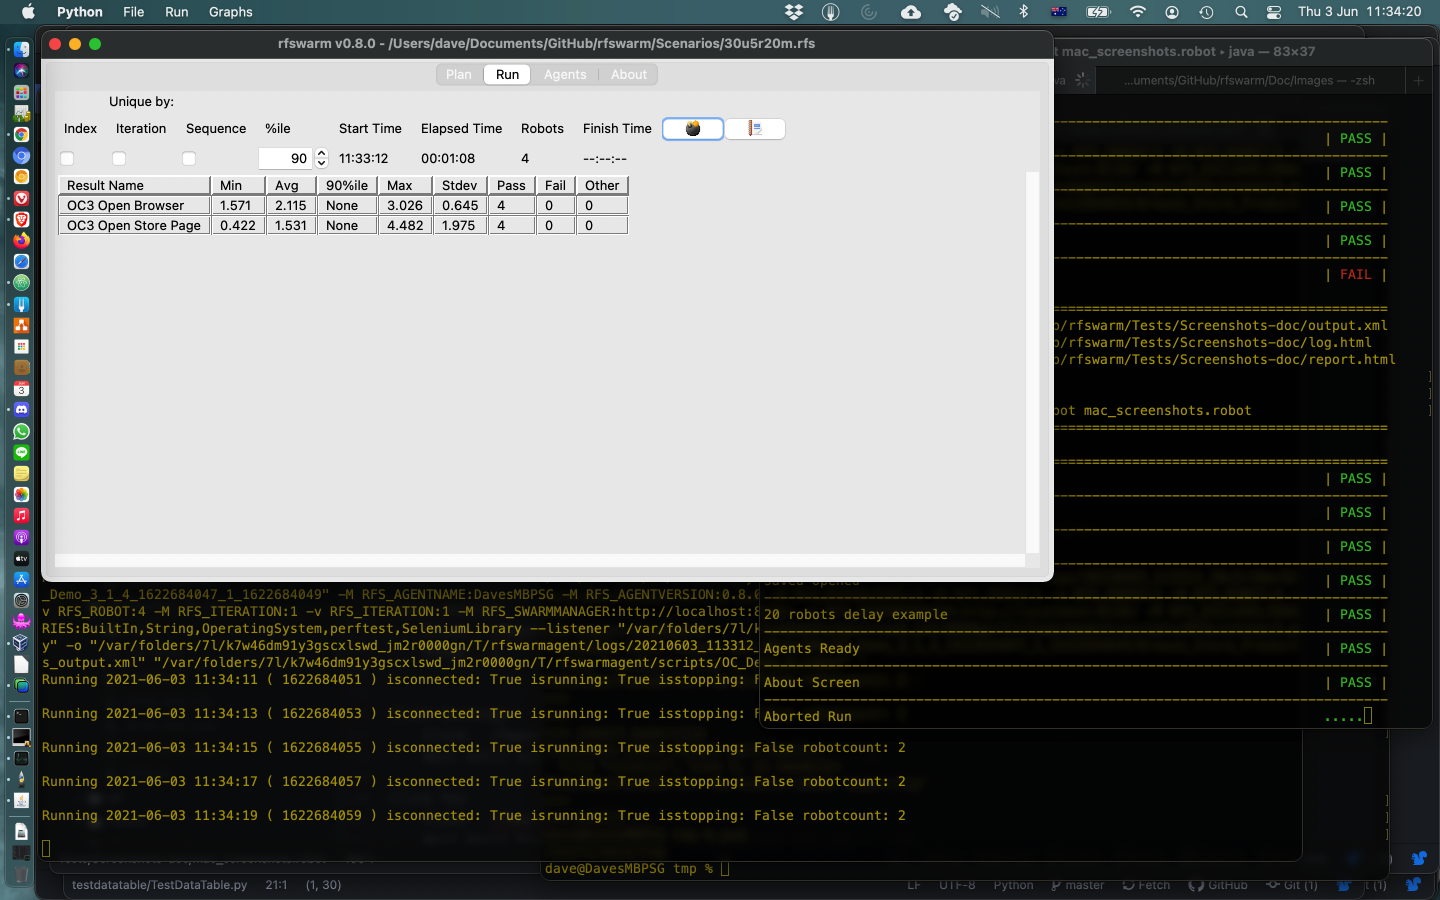 Python File Run Graphs Thu 3 Jun 11:34:20
rfswarm v0.8.0 - /Users/dave/Documents/GitHub/rfswarm/Scenarios/30u5r20m.rfs
t mac_screenshots.robot ▸ java — 83×37
Plan Run Agents About
va ...uments/GitHub/rfswarm/Doc/Images — -zsh
Unique by:
Index Iteration Sequence %ile Start Time Elapsed Time Robots Finish Time
90 11:33:12 00:01:08 4 --:--:--
Result Name Min Avg 90%ile Max Stdev Pass Fail Other
OC3 Open Browser 1.571 2.115 None 3.026 0.645 4 0 0
OC3 Open Store Page 0.422 1.531 None 4.482 1.975 4 0 0
| PASS |
| PASS |
| PASS |
| PASS |
| FAIL |
b/rfswarm/Tests/Screenshots-doc/output.xml
b/rfswarm/Tests/Screenshots-doc/log.html
b/rfswarm/Tests/Screenshots-doc/report.html
bot mac_screenshots.robot
| PASS |
| PASS |
| PASS |
Saved opened | PASS |
20 robots delay example | PASS |
Agents Ready | PASS |
About Screen | PASS |
Aborted Run .....
_Demo_3_1_4_1622684047_1_1622684049" -M RFS_AGENTNAME:DavesMBPSG -M RFS_AGENTVERSION:0.8.0
v RFS_ROBOT:4 -M RFS_ITERATION:1 -v RFS_ITERATION:1 -M RFS_SWARMMANAGER:http://localhost:8
RIES:BuiltIn,String,OperatingSystem,perftest,SeleniumLibrary --listener "/var/folders/7l/k
y" -o "/var/folders/7l/k7w46dm91y3gscxlswd_jm2r0000gn/T/rfswarmagent/logs/20210603_113312_
s_output.xml" "/var/folders/7l/k7w46dm91y3gscxlswd_jm2r0000gn/T/rfswarmagent/scripts/OC_De
Running 2021-06-03 11:34:11 ( 1622684051 ) isconnected: True isrunning: True isstopping: F
Running 2021-06-03 11:34:13 ( 1622684053 ) isconnected: True isrunning: True isstopping: F
Running 2021-06-03 11:34:15 ( 1622684055 ) isconnected: True isrunning: True isstopping: False robotcount: 2
Running 2021-06-03 11:34:17 ( 1622684057 ) isconnected: True isrunning: True isstopping: False robotcount: 2
Running 2021-06-03 11:34:19 ( 1622684059 ) isconnected: True isrunning: True isstopping: False robotcount: 2
dave@DavesMBPSG tmp %
testdatatable/TestDataTable.py 21:1 (1, 30) LF UTF-8 Python master Fetch GitHub Git (1) t (1)